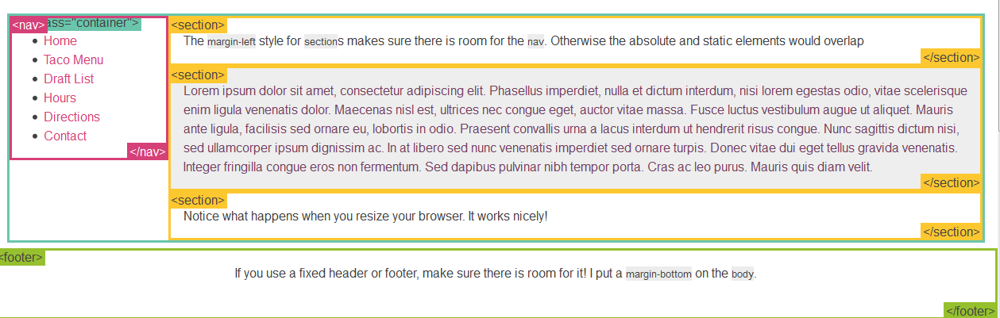 <nav>
ass="container">
Home
Taco Menu
Draft List
Hours
Directions
Contact
</nav>
<section>
The margin-left style for sections makes sure there is room for the nav. Otherwise the absolute and static elements would overlap
</section>
<section>
Lorem ipsum dolor sit amet, consectetur adipiscing elit. Phasellus imperdiet, nulla et dictum interdum, nisi lorem egestas odio, vitae scelerisque
enim ligula venenatis dolor. Maecenas nisl est, ultrices nec congue eget, auctor vitae massa. Fusce luctus vestibulum augue ut aliquet. Mauris
ante ligula, facilisis sed ornare eu, lobortis in odio. Praesent convallis urna a lacus interdum ut hendrerit risus congue. Nunc sagittis dictum nisi,
sed ullamcorper ipsum dignissim ac. In at libero sed nunc venenatis imperdiet sed ornare turpis. Donec vitae dui eget tellus gravida venenatis.
Integer fringilla congue eros non fermentum. Sed dapibus pulvinar nibh tempor porta. Cras ac leo purus. Mauris quis diam velit.
</section>
<section>
Notice what happens when you resize your browser. It works nicely!
</section>
<footer>
If you use a fixed header or footer, make sure there is room for it! I put a margin-bottom on the body.
</footer>